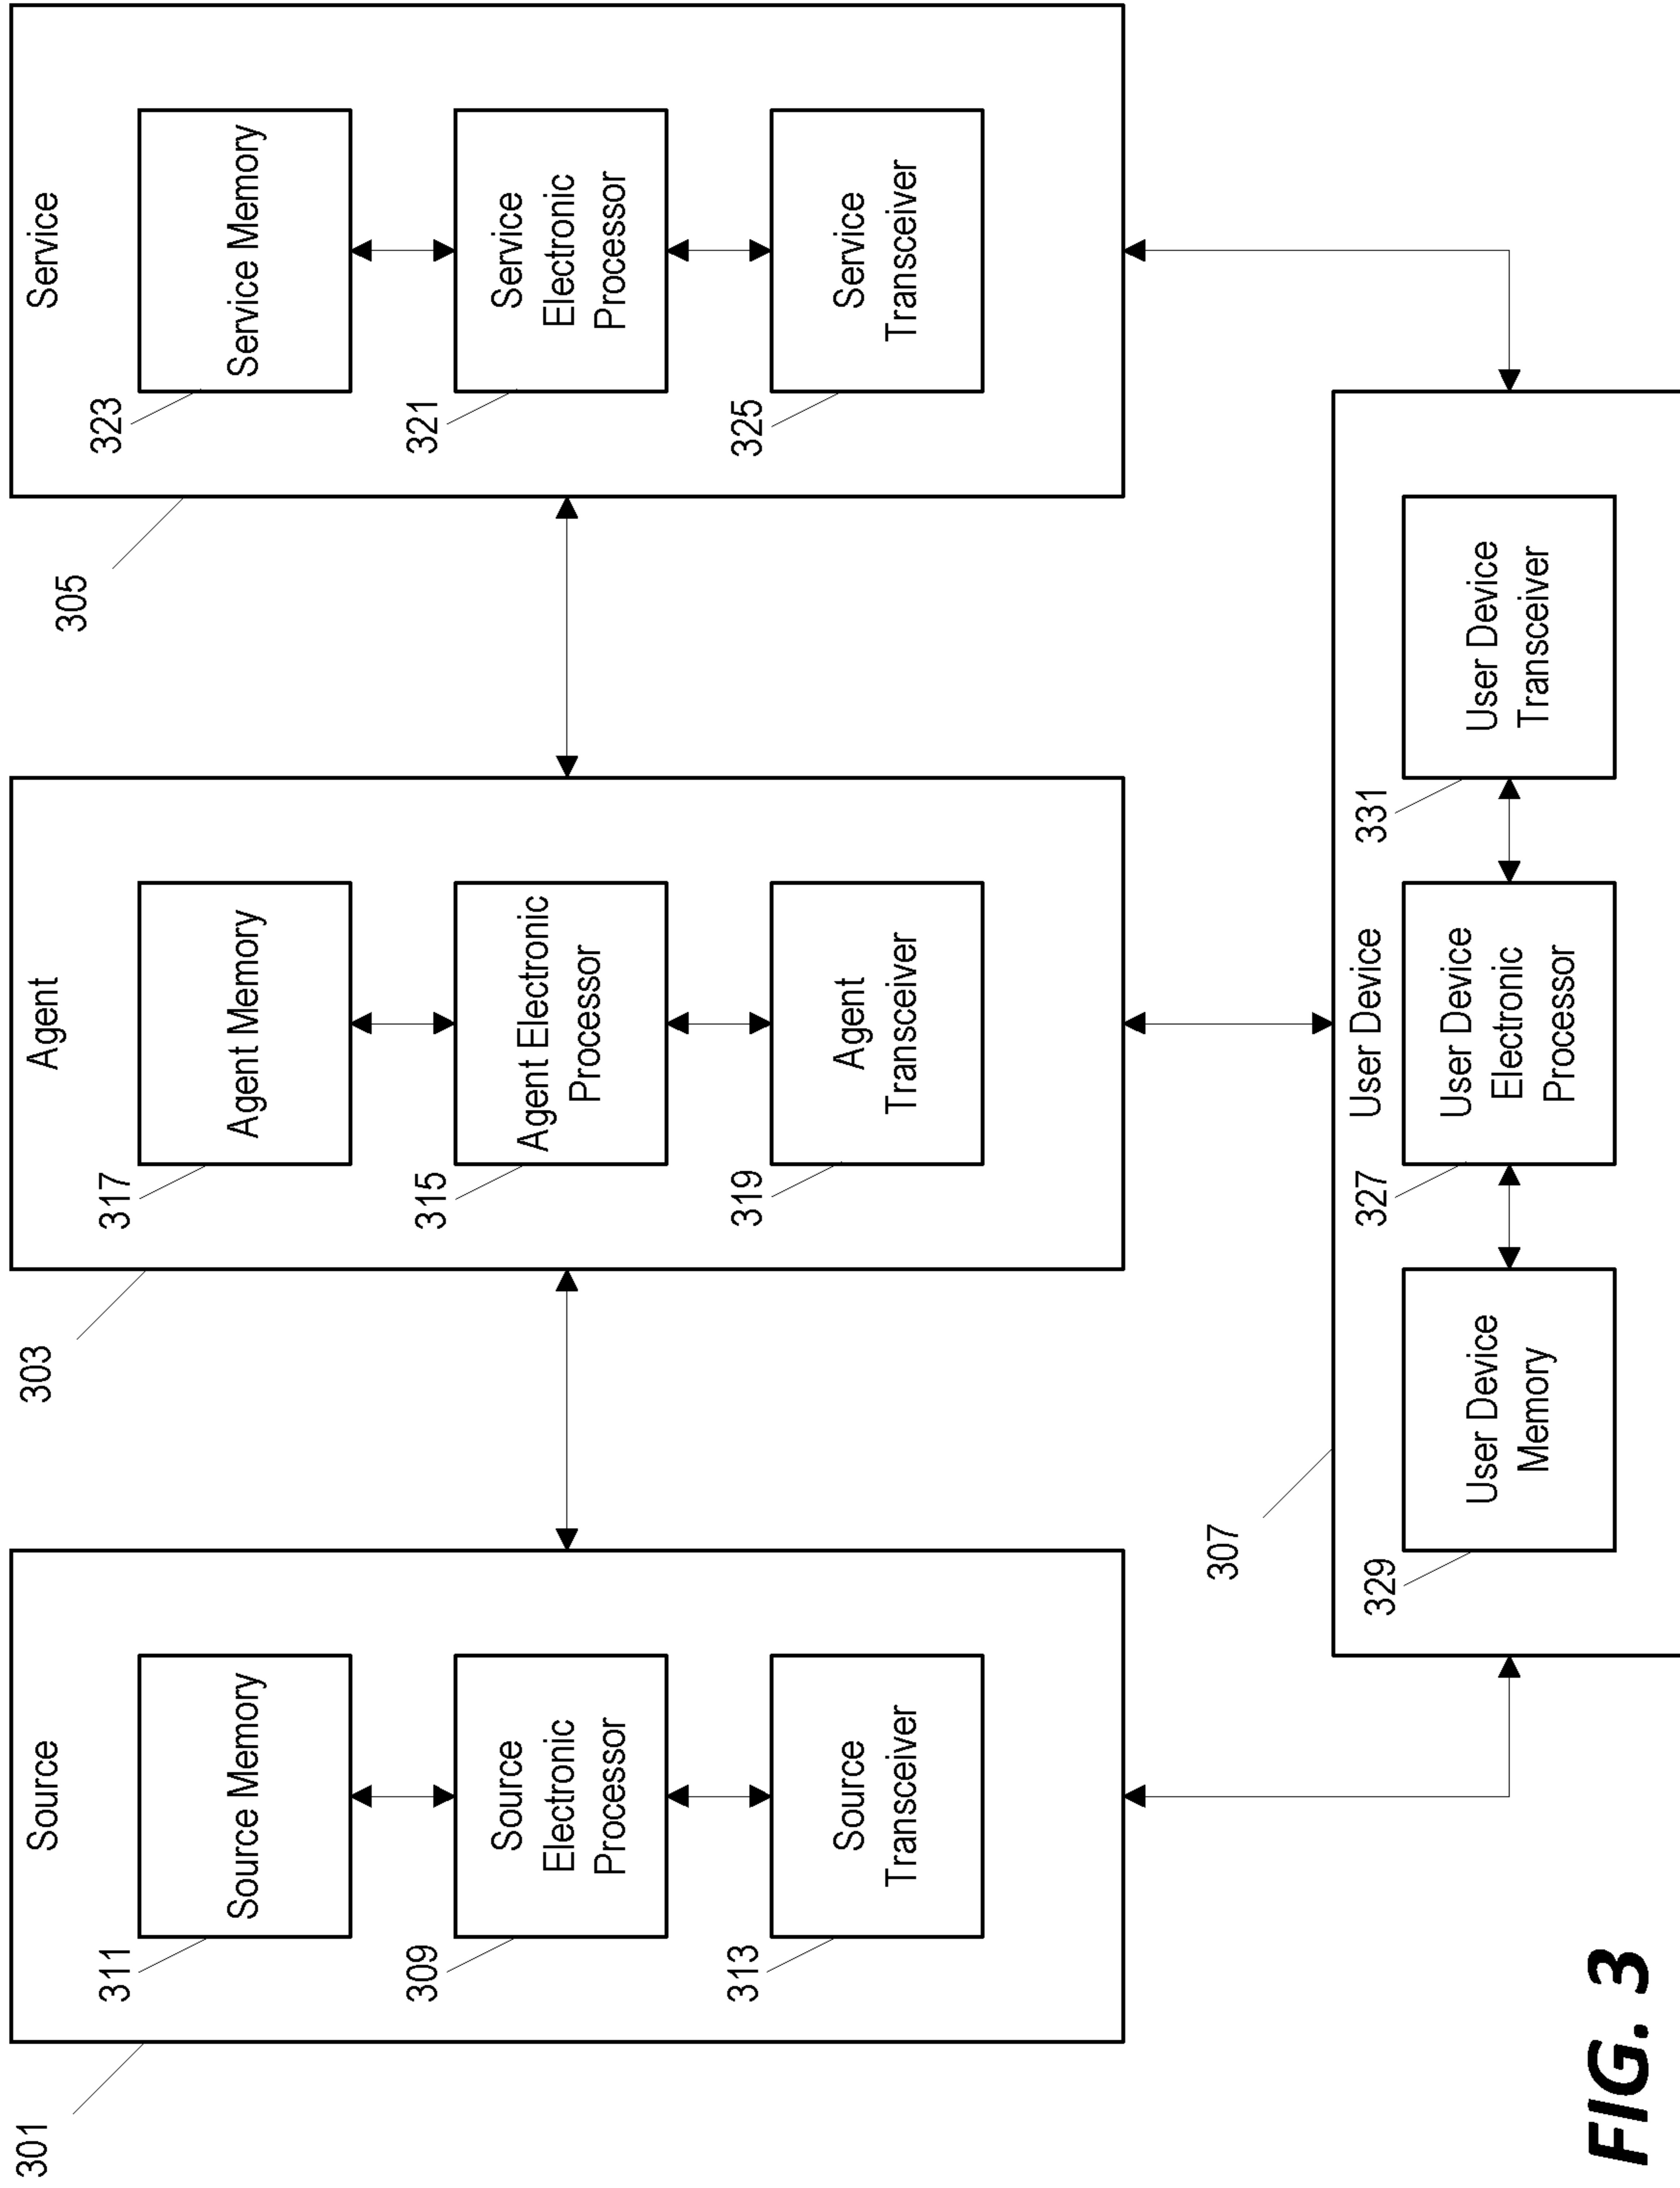 Source
Source Memory
311
Source
Electronic
Processor
309
Source
Transceiver
313
301
Agent
Agent Memory
317
Agent Electronic
Processor
315
Agent
Transceiver
319
303
Service
Service Memory
323
Service
Electronic
Processor
321
Service
Transceiver
325
305
User Device
User Device
Memory
329
User Device
Electronic
Processor
327
User Device
Transceiver
331
307
FIG. 3